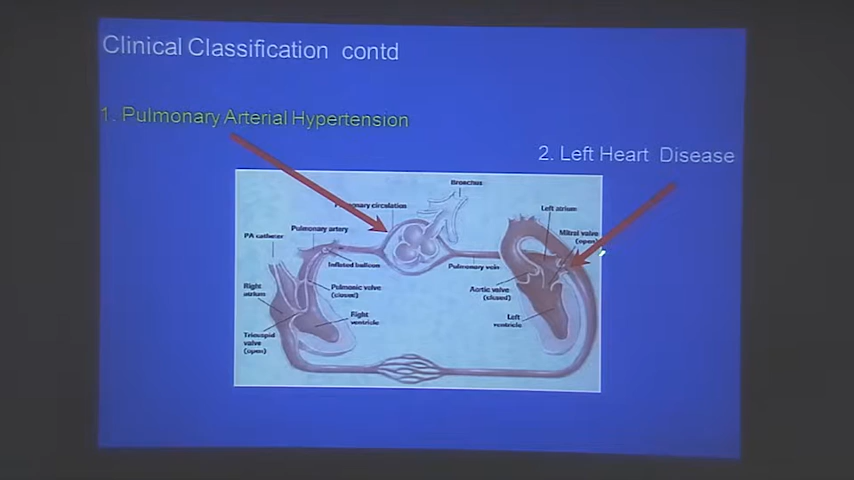 Clinical Classification contd
1. Pulmonary Arterial Hypertension
2. Left Heart Disease
Bronchus
circulation
Left atrium
Pulmonary artery
Mitral valve
(open)
PA catheter
Inflated balloon
Pulmonary vein
Right
atrium
Pulmonic valve
(closed)
Aortic valve
(closed)
Right
ventricle
Left
ventricle
Tricuspid
valve
(open)